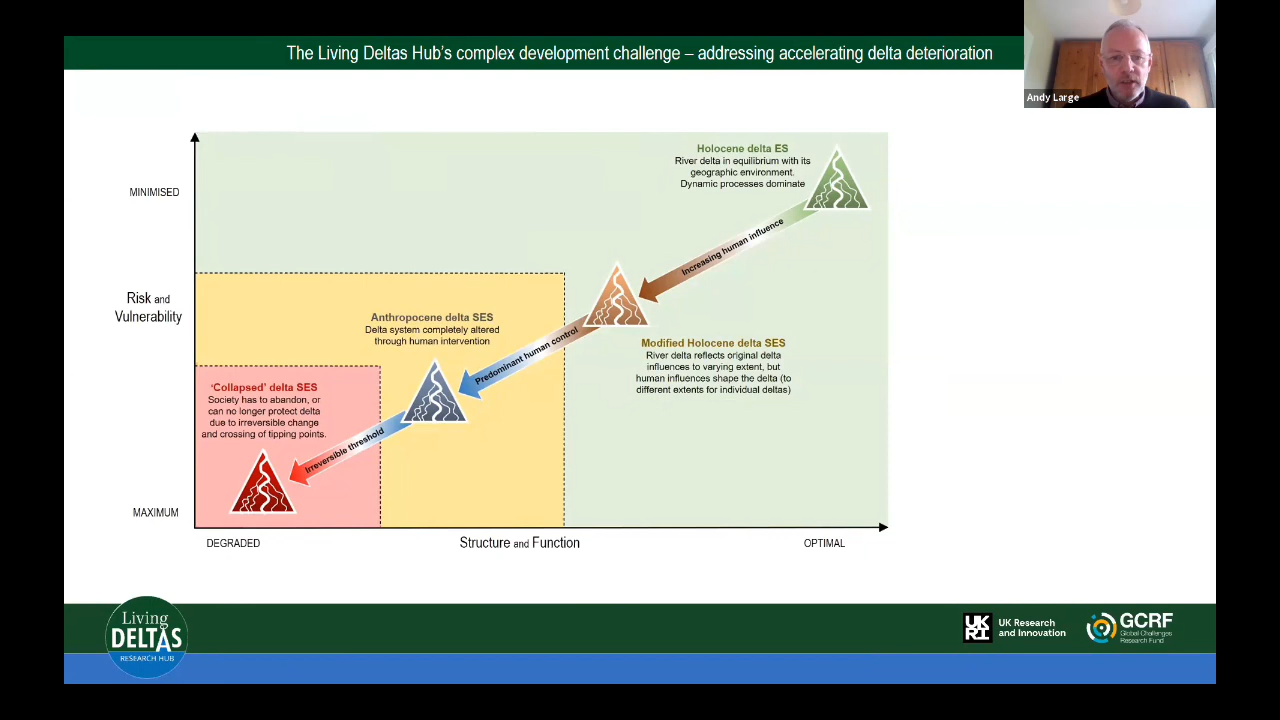 The Living Deltas Hub's complex development challenge – addressing accelerating delta deterioration
Andy Large
MINIMISED
Risk and
Vulnerability
MAXIMUM
Holocene delta ES
River delta in equilibrium with its
geographic environment.
Dynamic processes dominate
Increasing human influence
Modified Holocene delta SES
River delta reflects original delta
influences to varying extent, but
human influences shape the delta (to
different extents for individual deltas)
Predominant human control
Anthropocene delta SES
Delta system completely altered
through human intervention
Irreversible threshold
'Collapsed' delta SES
Society has to abandon, or
can no longer protect delta
due to irreversible change
and crossing of tipping points.
DEGRADED
Structure and Function
OPTIMAL
Living
DELTAS
RESEARCH HUB
UK
RI
UK Research
and Innovation
GCRF
Global Challenges
Research Fund